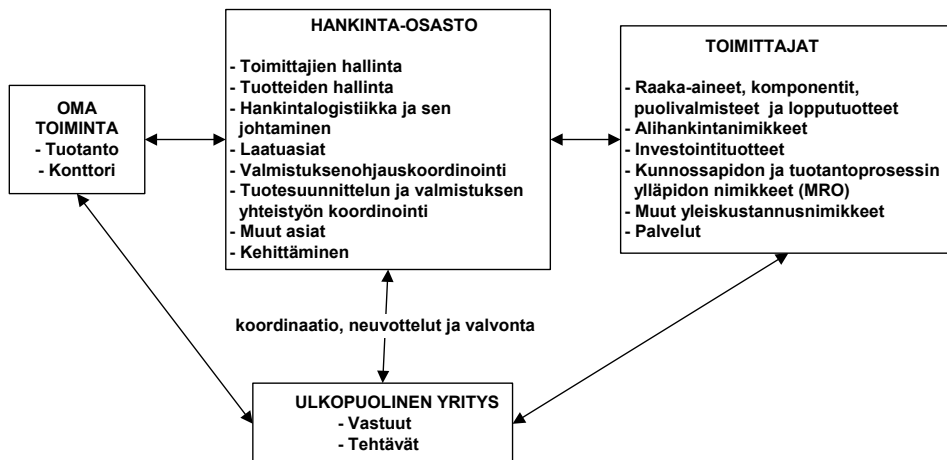 HANKINTA-OSASTO
- Toimittajien hallinta
- Tuotteiden hallinta
- Hankintalogistiikka ja sen
johtaminen
- Laatuasiat
- Valmistuksenohjauskoordinointi
- Tuotesuunnittelun ja valmistuksen
yhteistyön koordinointi
- Muut asiat
- Kehittäminen
TOIMITTAJAT
- Raaka-aineet, komponentit,
puolivalmisteet ja lopputuotteet
- Alihankintanimikkeet
- Investointituotteet
- Kunnossapidon ja tuotantoprosessin
ylläpidon nimikkeet (MRO)
- Muut yleiskustannusnimikkeet
- Palvelut
OMA
TOIMINTA
- Tuotanto
- Konttori
koordinaatio, neuvottelut ja valvonta
ULKOPUOLINEN YRITYS
- Vastuut
- Tehtävät